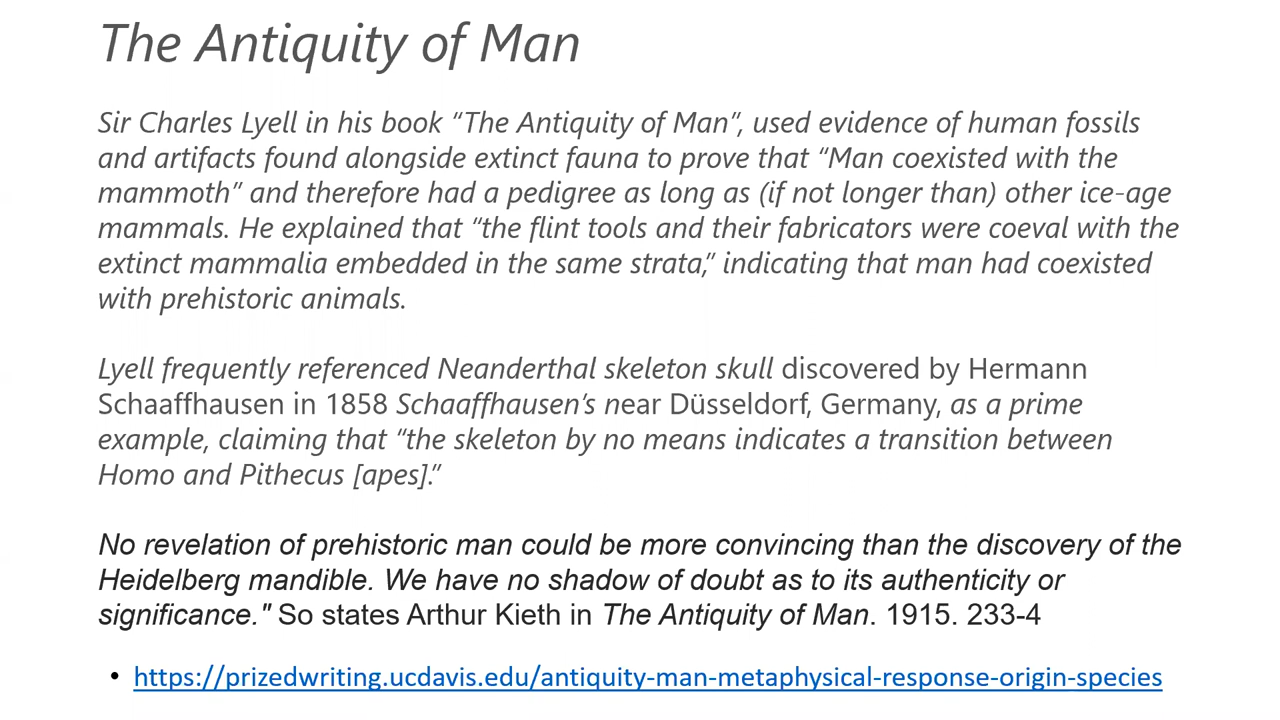 The Antiquity of Man
Sir Charles Lyell in his book “The Antiquity of Man”, used evidence of human fossils
and artifacts found alongside extinct fauna to prove that “Man coexisted with the
mammoth” and therefore had a pedigree as long as (if not longer than) other ice-age
mammals. He explained that “the flint tools and their fabricators were coeval with the
extinct mammalia embedded in the same strata,” indicating that man had coexisted
with prehistoric animals.
Lyell frequently referenced Neanderthal skeleton skull discovered by Hermann
Schaaffhausen in 1858 Schaaffhausen’s near Düsseldorf, Germany, as a prime
example, claiming that “the skeleton by no means indicates a transition between
Homo and Pithecus [apes].”
No revelation of prehistoric man could be more convincing than the discovery of the
Heidelberg mandible. We have no shadow of doubt as to its authenticity or
significance." So states Arthur Kieth in The Antiquity of Man. 1915. 233-4
• https://prizedwriting.ucdavis.edu/antiquity-man-metaphysical-response-origin-species